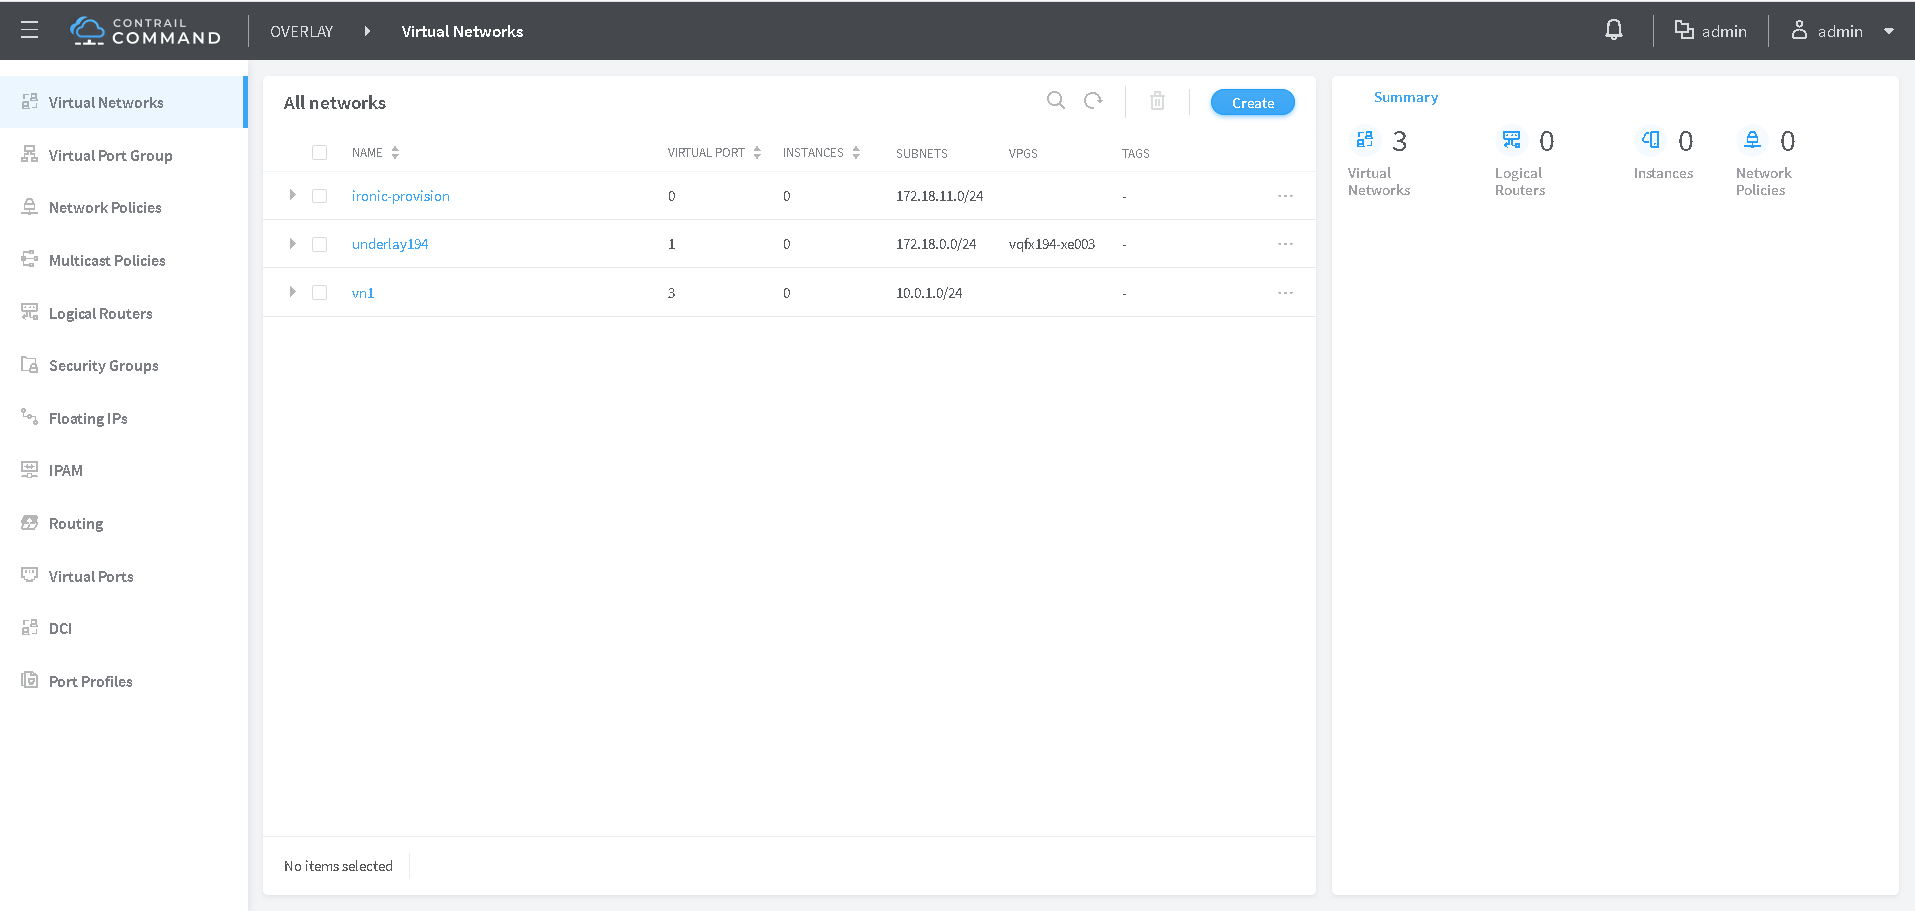 CONTRAIL
COMMAND
OVERLAY
Virtual Networks
admin
admin
Virtual Networks
Virtual Port Group
Network Policies
Multicast Policies
Logical Routers
Security Groups
Floating IPs
IPAM
Routing
Virtual Ports
DCI
Port Profiles
All networks
Create
NAME VIRTUAL PORT INSTANCES SUBNETS VPGS TAGS
ironic-provision 0 0 172.18.11.0/24 - ...
underlay194 1 0 172.18.0.0/24 vqfx194-xe003 - ...
vn1 3 0 10.0.1.0/24 - ...
No items selected
Summary
3
Virtual
Networks
0
Logical
Routers
0
Instances
0
Network
Policies